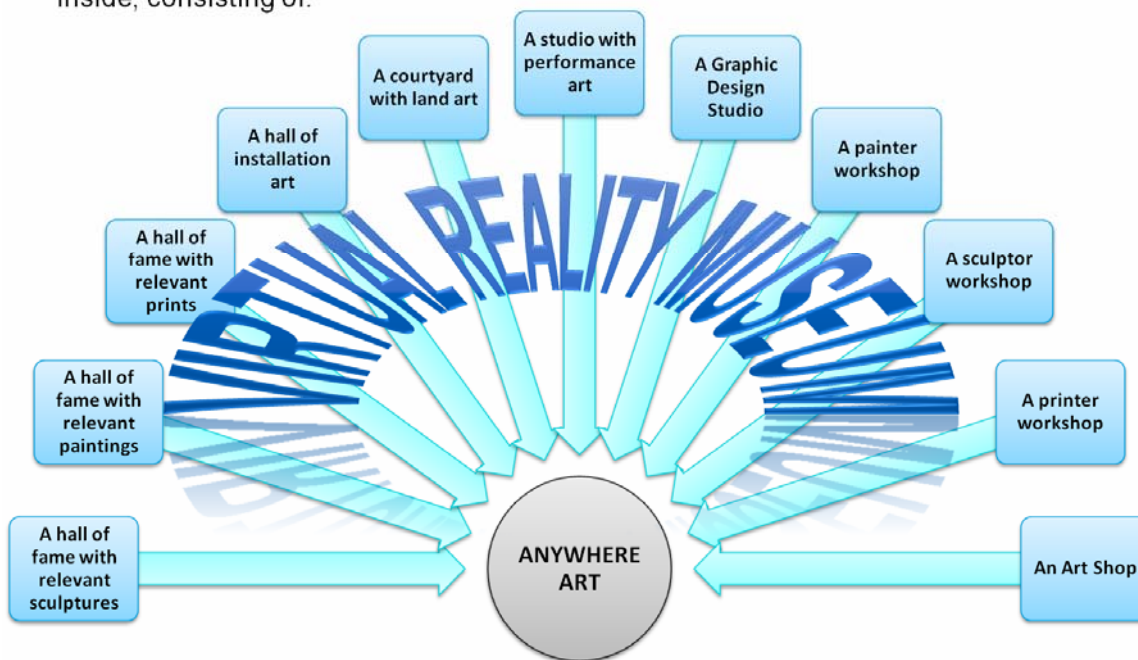 inside, consisting of:
A hall of
fame with
relevant
sculptures
A hall of
fame with
relevant
paintings
A hall of
fame with
relevant
prints
A hall of
installation
art
A courtyard
with land art
A studio with
performance
art
A Graphic
Design
Studio
A painter
workshop
A sculptor
workshop
A printer
workshop
An Art Shop
VIRTUAL REALITY MUSEUM
ANYWHERE
ART